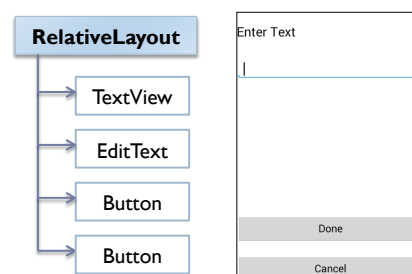 RelativeLayout
TextView
EditText
Button
Button
Enter Text
Done
Cancel